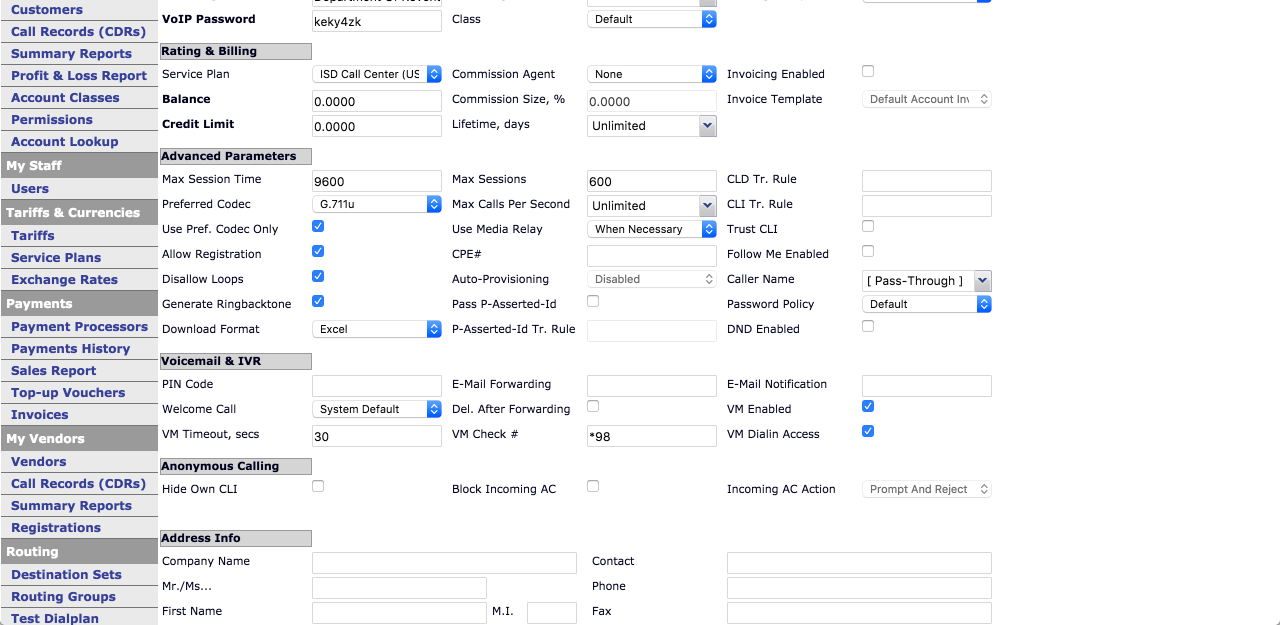 Customers
Call Records (CDRs)
Summary Reports
Profit & Loss Report
Account Classes
Permissions
Account Lookup
My Staff
Users
Tariffs & Currencies
Tariffs
Service Plans
Exchange Rates
Payments
Payment Processors
Payments History
Sales Report
Top-up Vouchers
Invoices
My Vendors
Vendors
Call Records (CDRs)
Summary Reports
Registrations
Routing
Destination Sets
Routing Groups
Test Dialplan
VoIP Password keky4zk Class Default
Rating & Billing
Service Plan ISD Call Center (US Commission Agent None Invoicing Enabled
Balance 0.0000 Commission Size, % 0.0000 Invoice Template Default Account Inv
Credit Limit 0.0000 Lifetime, days Unlimited
Advanced Parameters
Max Session Time 9600 Max Sessions 600 CLD Tr. Rule
Preferred Codec G.711u Max Calls Per Second Unlimited CLI Tr. Rule
Use Pref. Codec Only Use Media Relay When Necessary Trust CLI
Allow Registration CPE# Follow Me Enabled
Disallow Loops Auto-Provisioning Disabled Caller Name [ Pass-Through ]
Generate Ringbacktone Pass P-Asserted-Id Password Policy Default
Download Format Excel P-Asserted-Id Tr. Rule DND Enabled
Voicemail & IVR
PIN Code E-Mail Forwarding E-Mail Notification
Welcome Call System Default Del. After Forwarding VM Enabled
VM Timeout, secs 30 VM Check # *98 VM Dialin Access
Anonymous Calling
Hide Own CLI Block Incoming AC Incoming AC Action Prompt And Reject
Address Info
Company Name Contact
Mr./Ms... Phone
First Name M.I. Fax